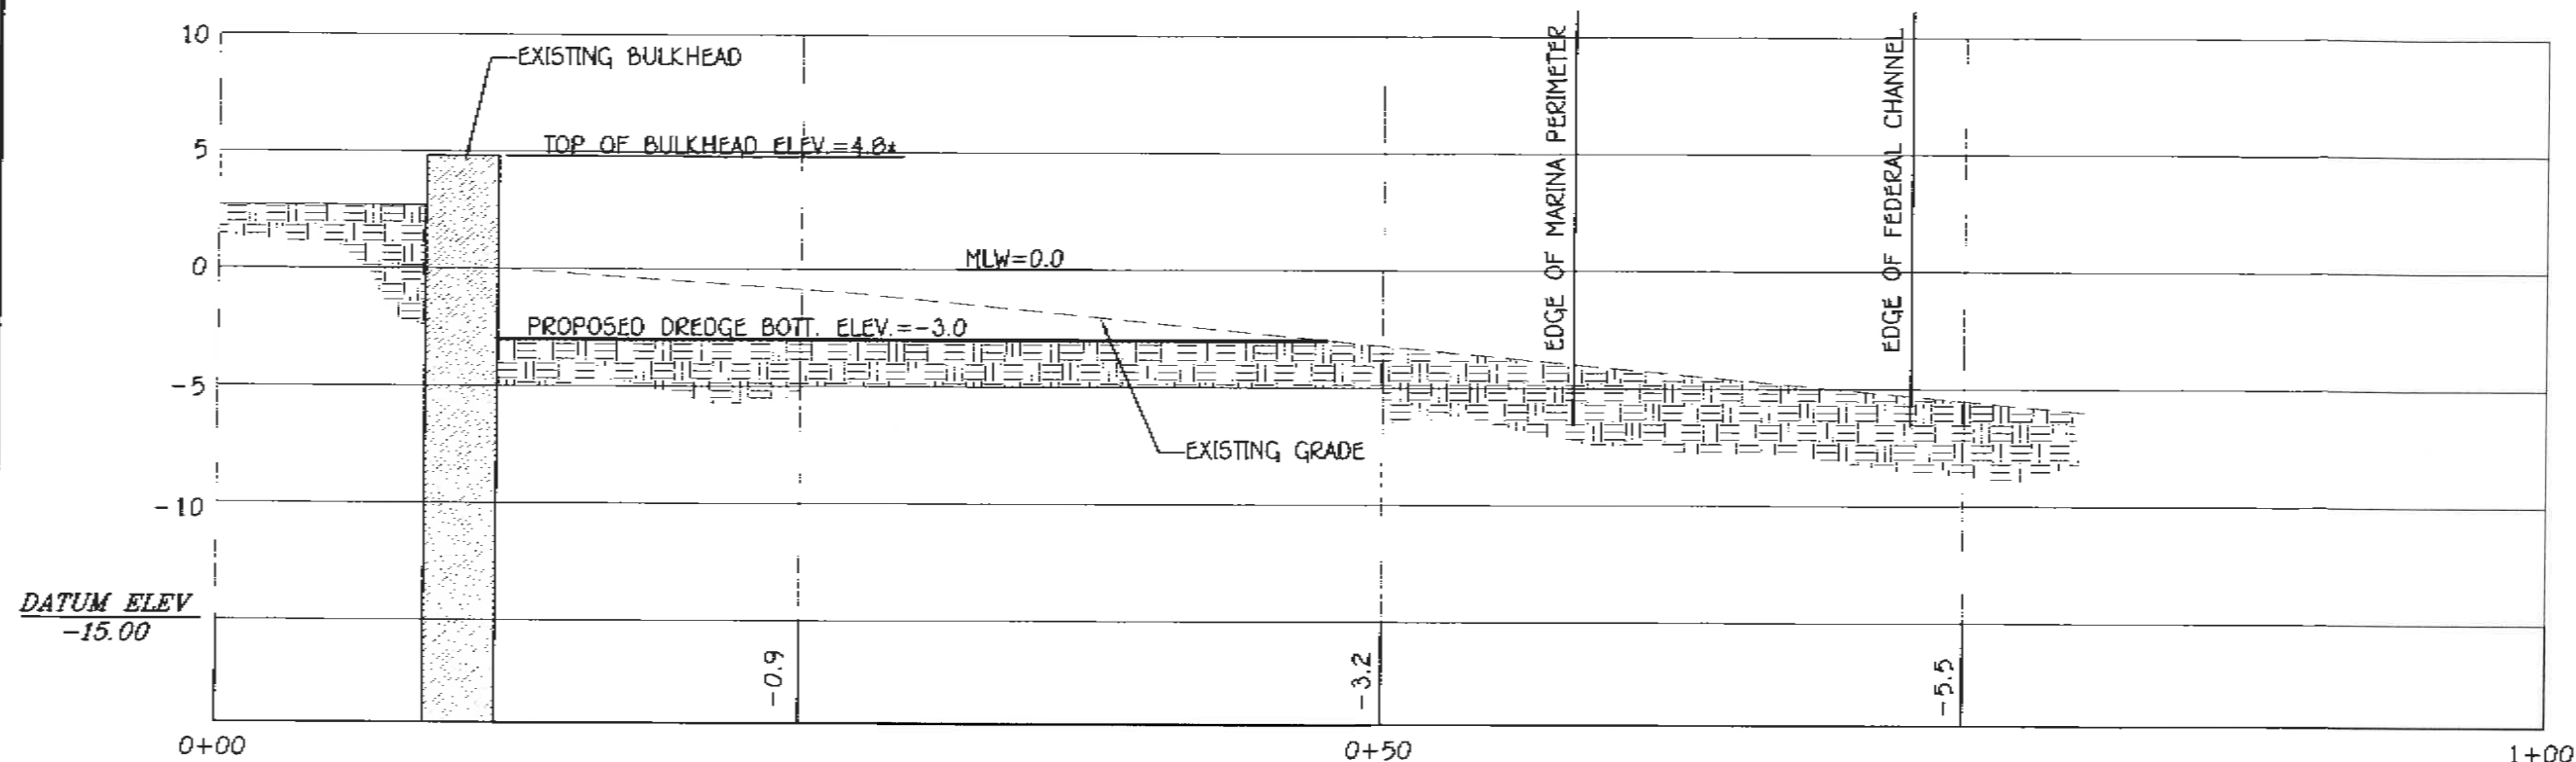 10
EXISTING BULKHEAD
EDGE OF MARINA PERIMETER
EDGE OF FEDERAL CHANNEL
5
TOP OF BULKHEAD ELEV.=4.8±
0
MLW=0.0
PROPOSED DREDGE BOTT. ELEV.=-3.0
-5
EXISTING GRADE
-10
DATUM ELEV
-15.00
-0.9
-3.2
-5.5
0+00
0+50
1+00